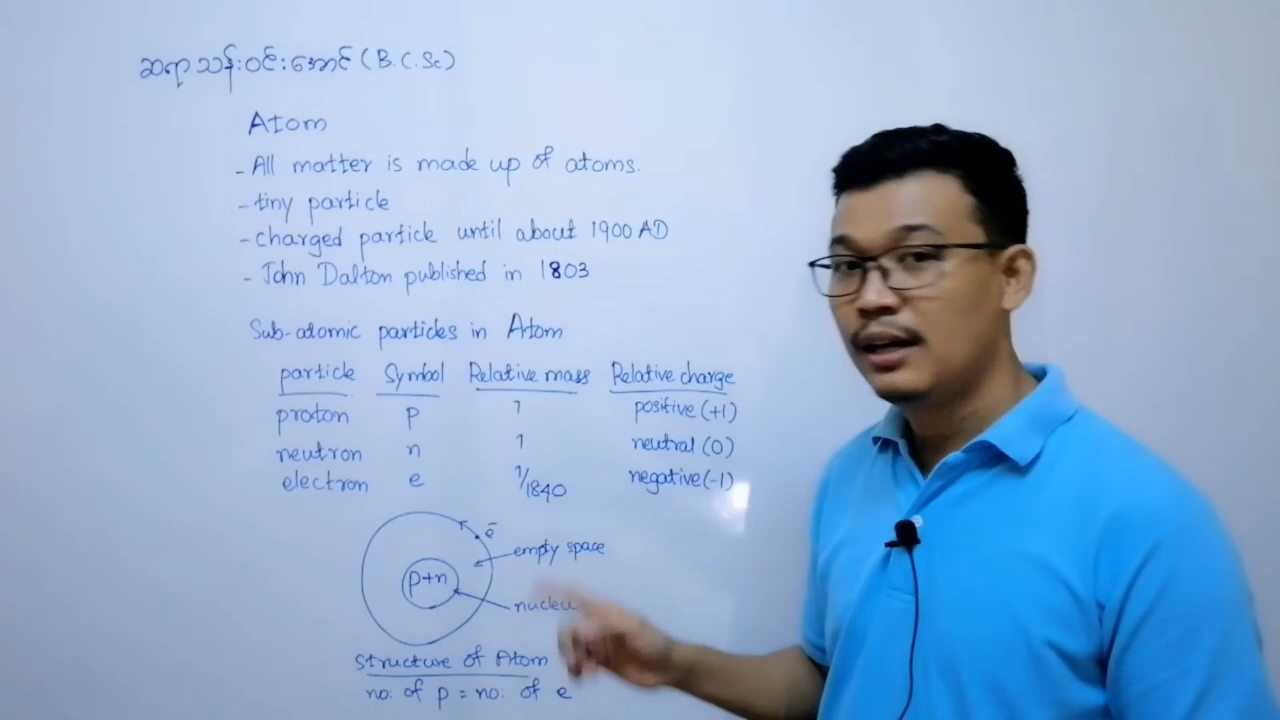 ဆရာသန်းဝင်းအောင် (B.C.Sc)
Atom
- All matter is made up of atoms.
- tiny particle
- charged particle until about 1900 AD
- John Dalton published in 1803
Sub-atomic particles in Atom
particle Symbol Relative mass Relative charge
proton p 1 positive (+1)
neutron n 1 neutral (0)
electron e 1/1840 negative (-1)
e⁻
empty space
p+n
structure of Atom
no. of p = no. of e